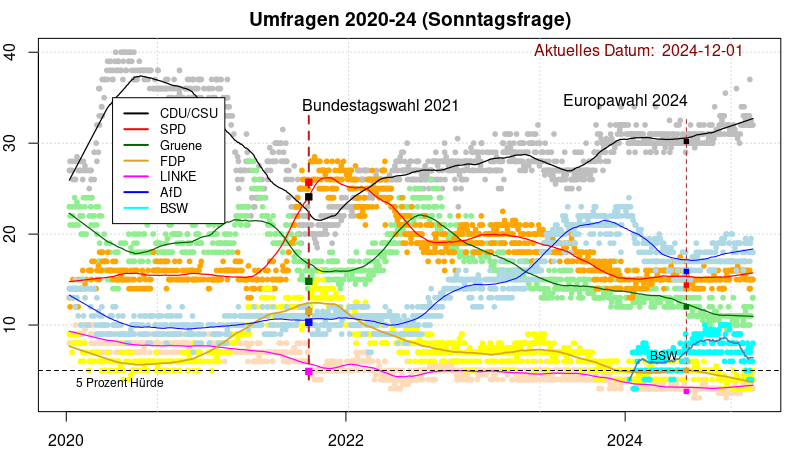 Umfragen 2020-24 (Sonntagsfrage)
Aktuelles Datum: 2024-12-01
Bundestagswahl 2021
Europawahl 2024
CDU/CSU
SPD
Gruene
FDP
LINKE
AfD
BSW
BSW
5 Prozent Hürde
40
30
20
10
2020
2022
2024